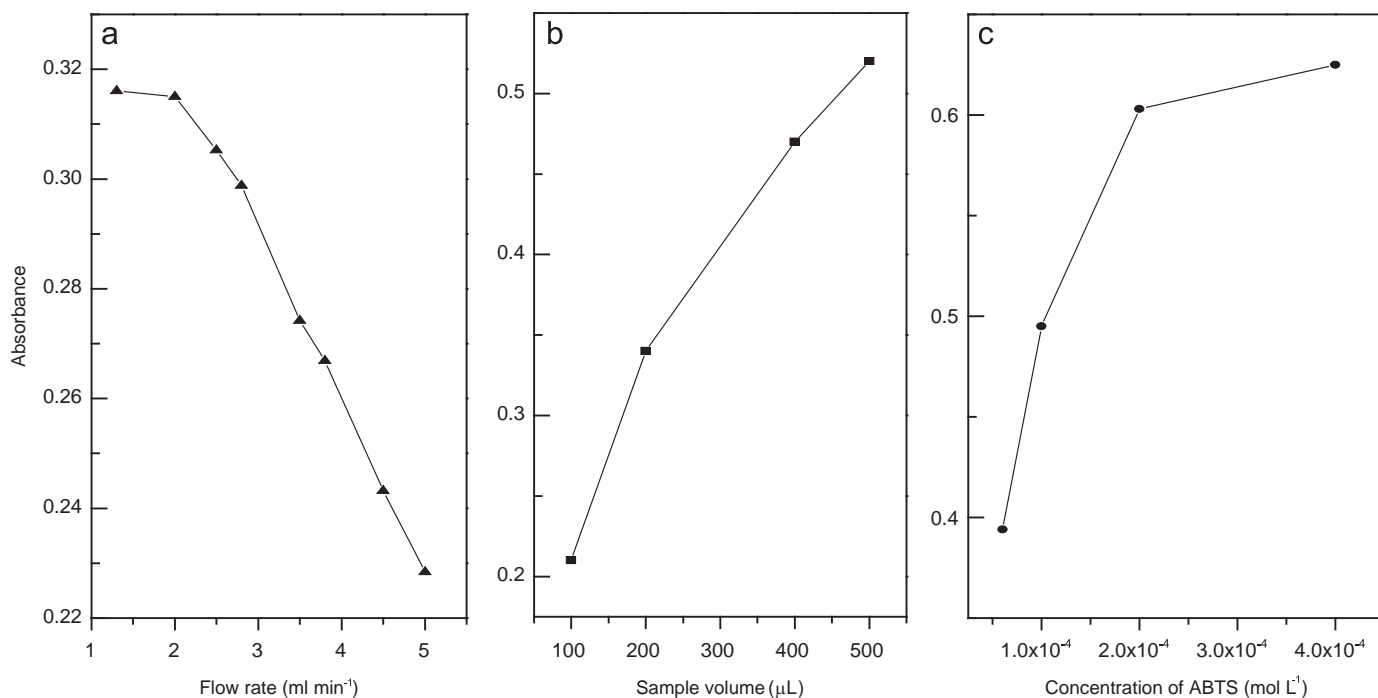 a
b
c
Absorbance
0.32
0.30
0.28
0.26
0.24
0.22
1 2 3 4 5
Flow rate (ml min⁻¹)
0.5
0.4
0.3
0.2
100 200 300 400 500
Sample volume (μL)
0.6
0.5
0.4
1.0x10⁻⁴ 2.0x10⁻⁴ 3.0x10⁻⁴ 4.0x10⁻⁴
Concentration of ABTS (mol L⁻¹)